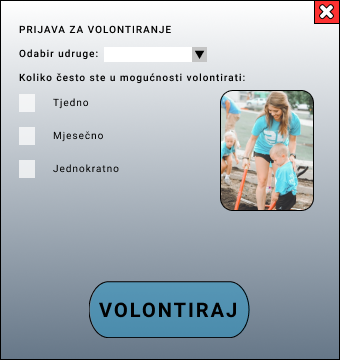 PRIJAVA ZA VOLONTIRANJE
Odabir udruge:
Koliko često ste u mogućnosti volontirati:
Tjedno
Mjesečno
Jednokratno
VOLONTIRAJ